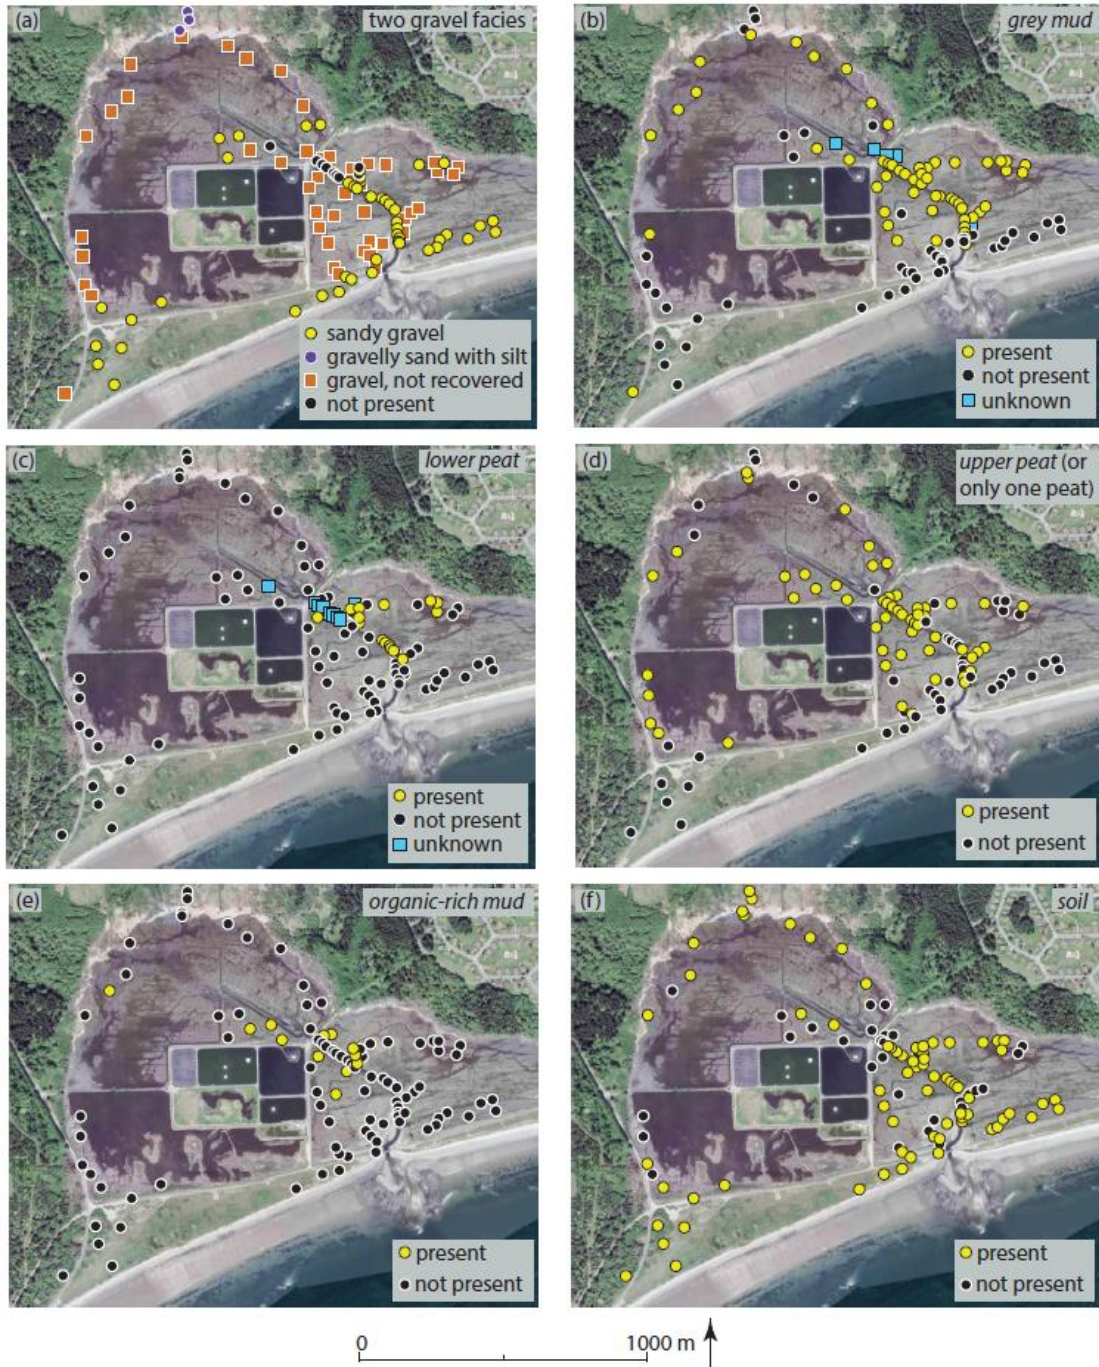 (a)
two gravel facies
sandy gravel
gravelly sand with silt
gravel, not recovered
not present
(b)
grey mud
present
not present
unknown
(c)
lower peat
present
not present
unknown
(d)
upper peat (or
only one peat)
present
not present
(e)
organic-rich mud
present
not present
(f)
soil
present
not present
0
1000 m